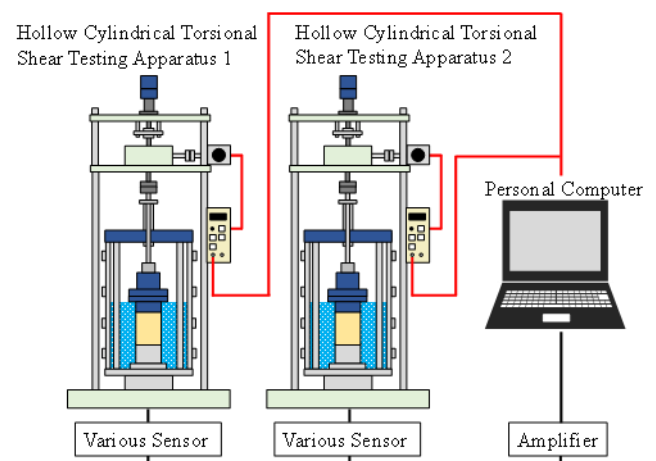 Hollow Cylindrical Torsional
Shear Testing Apparatus 1
Hollow Cylindrical Torsional
Shear Testing Apparatus 2
Personal Computer
Various Sensor
Various Sensor
Amplifier